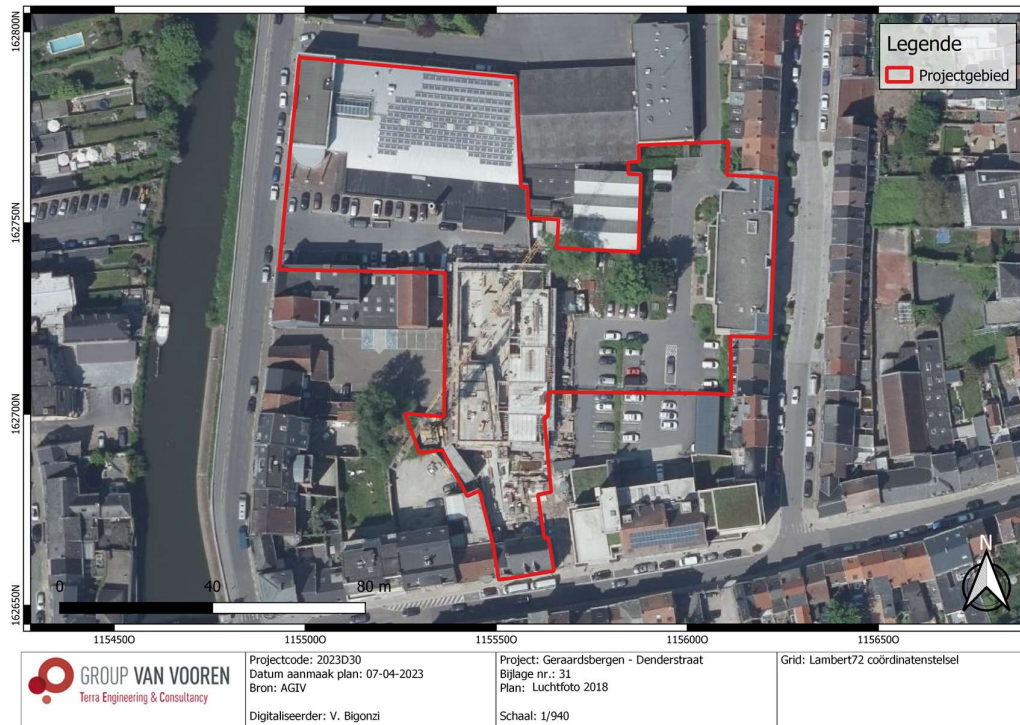 Legende
Projectgebied
162800N
162750N
162700N
162650N
N
0 40 80 m
1154500 1155000 1155500 1156000 1156500
GROUP VAN VOOREN
Terra Engineering & Consultancy
Projectcode: 2023D30
Datum aanmaak plan: 07-04-2023
Bron: AGIV
Digitaliseerder: V. Bigonzi
Project: Geraardsbergen - Denderstraat
Bijlage nr.: 31
Plan: Luchtfoto 2018
Schaal: 1/940
Grid: Lambert72 coördinatenstelsel